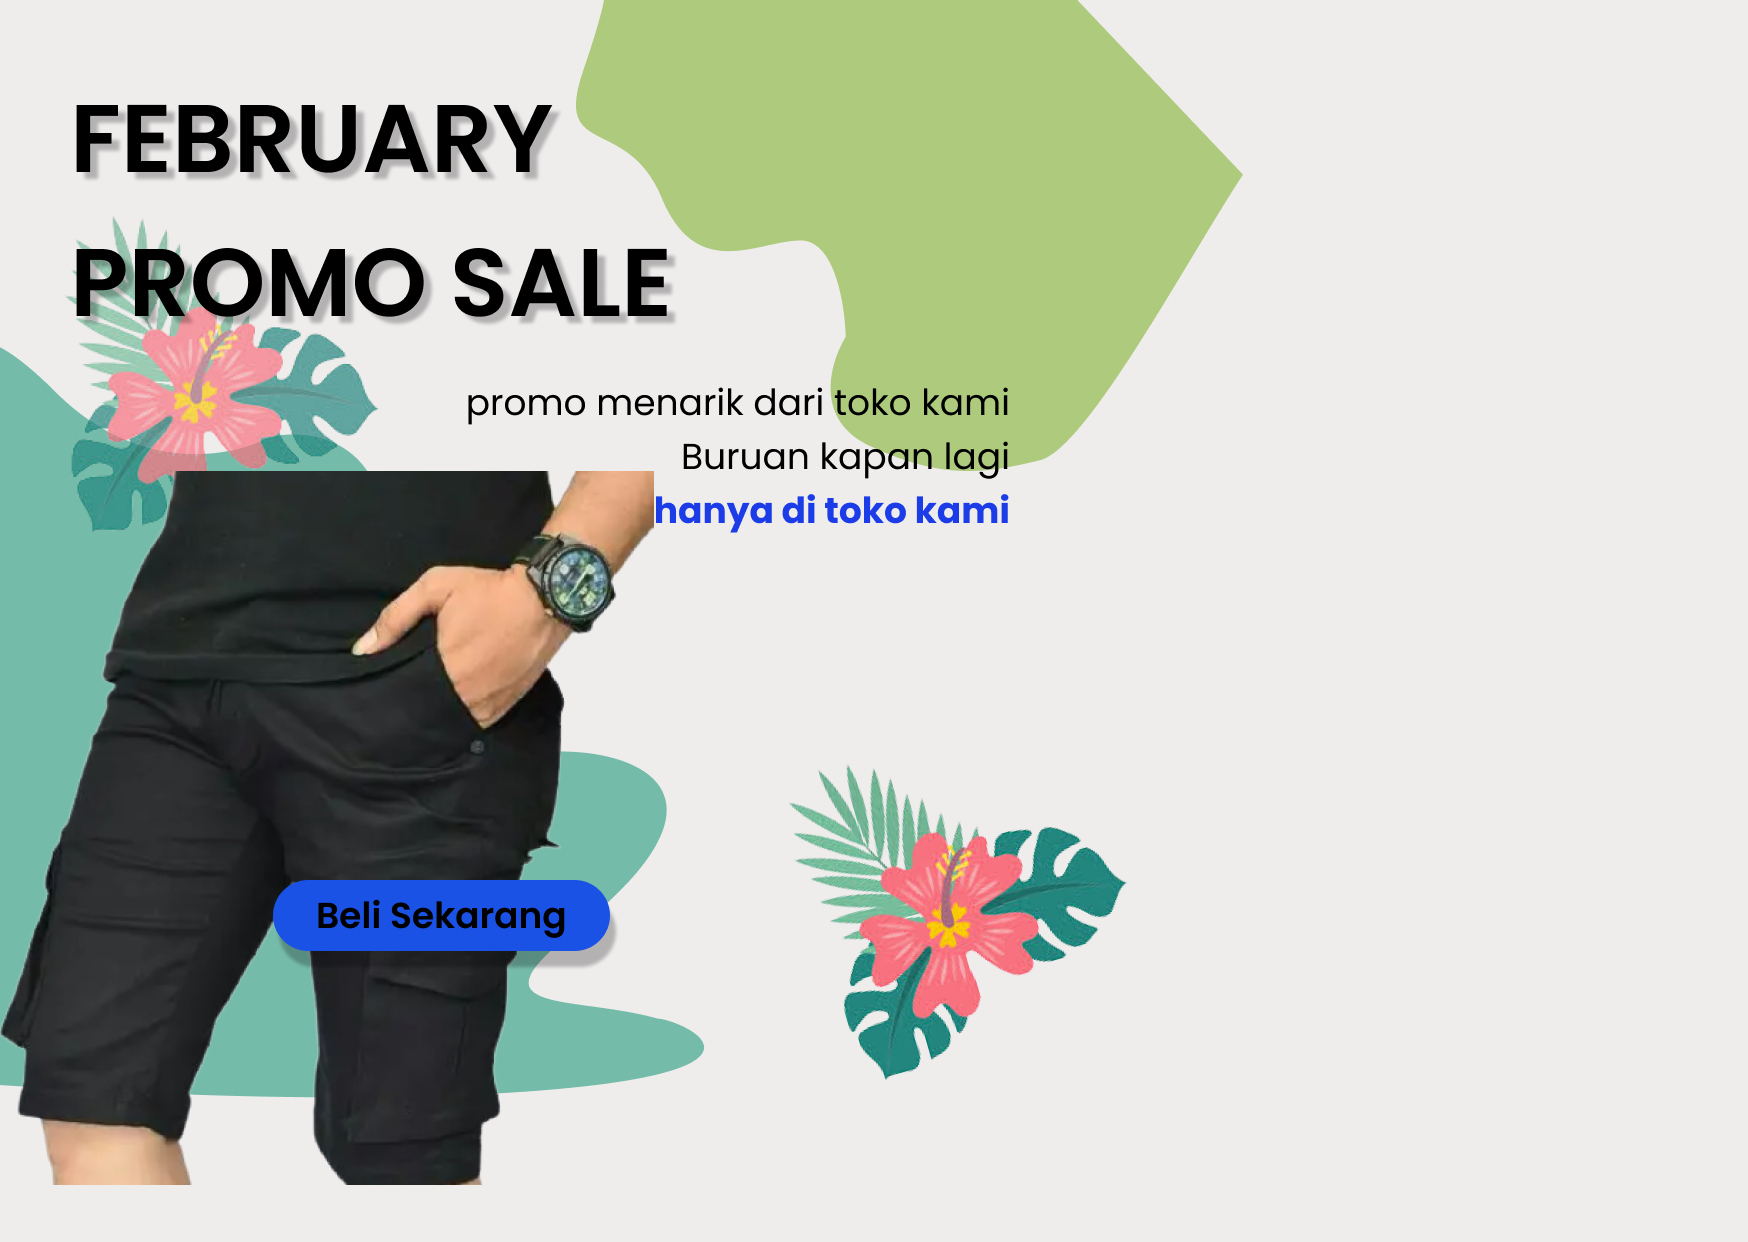 FEBRUARY
PROMO SALE
promo menarik dari toko kami
Buruan kapan lagi
hanya di toko kami
Beli Sekarang